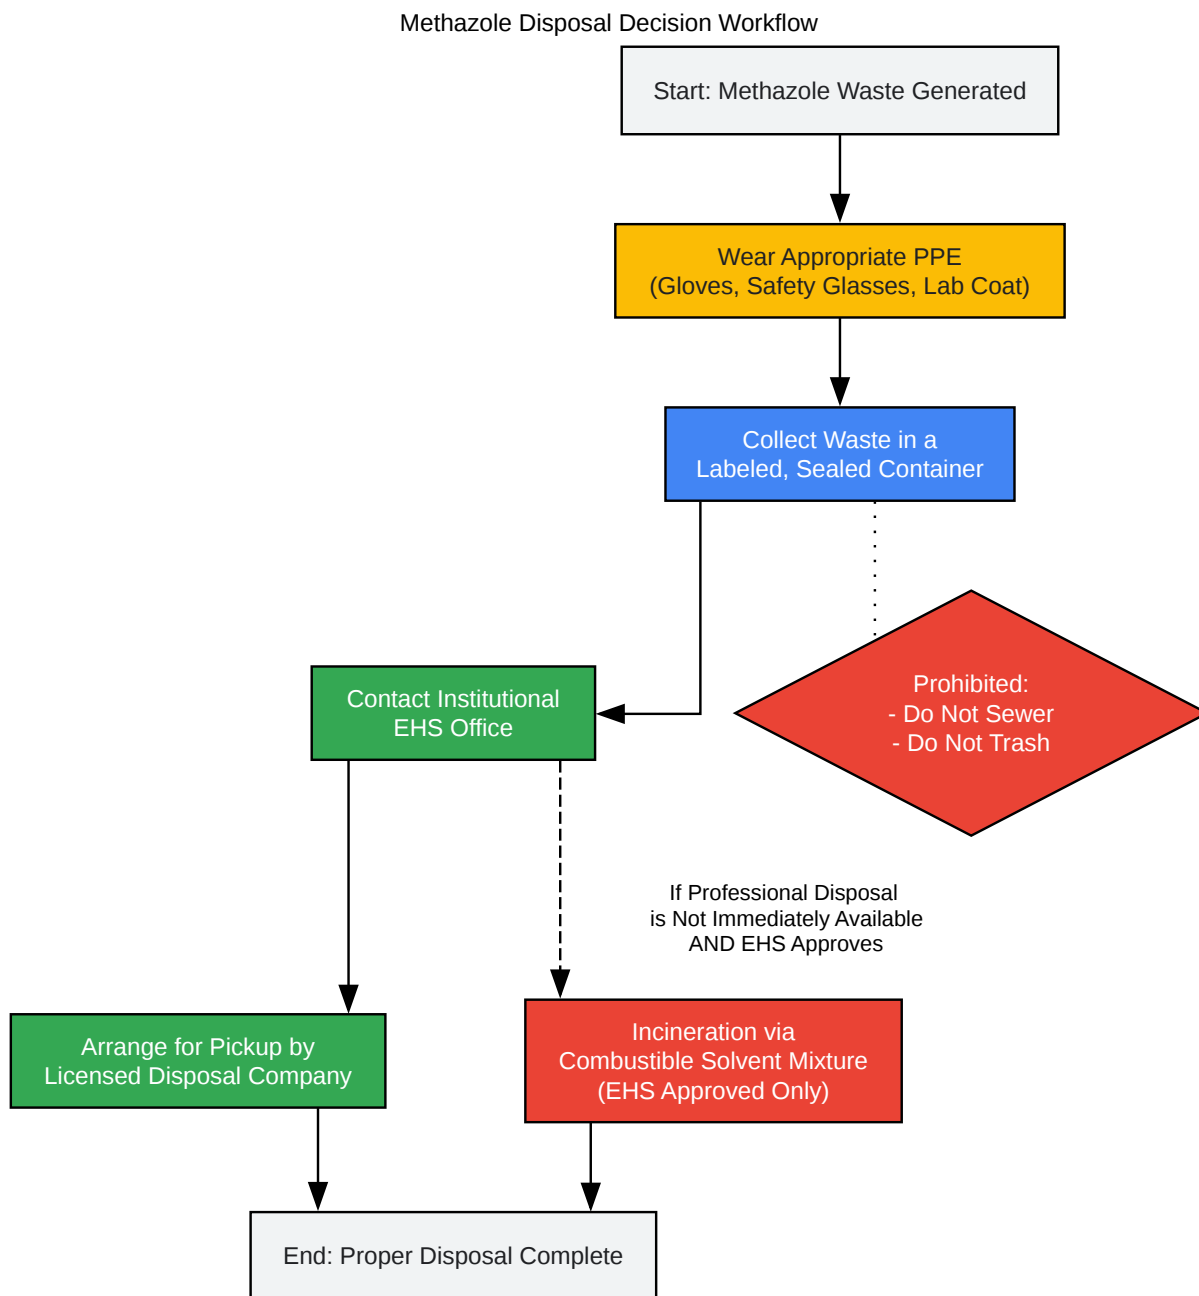 Methazole Disposal Decision Workflow
Start: Methazole Waste Generated
Wear Appropriate PPE
(Gloves, Safety Glasses, Lab Coat)
Collect Waste in a
Labeled, Sealed Container
Contact Institutional
EHS Office
Prohibited:
- Do Not Sewer
- Do Not Trash
If Professional Disposal
is Not Immediately Available
AND EHS Approves
Arrange for Pickup by
Licensed Disposal Company
Incineration via
Combustible Solvent Mixture
(EHS Approved Only)
End: Proper Disposal Complete